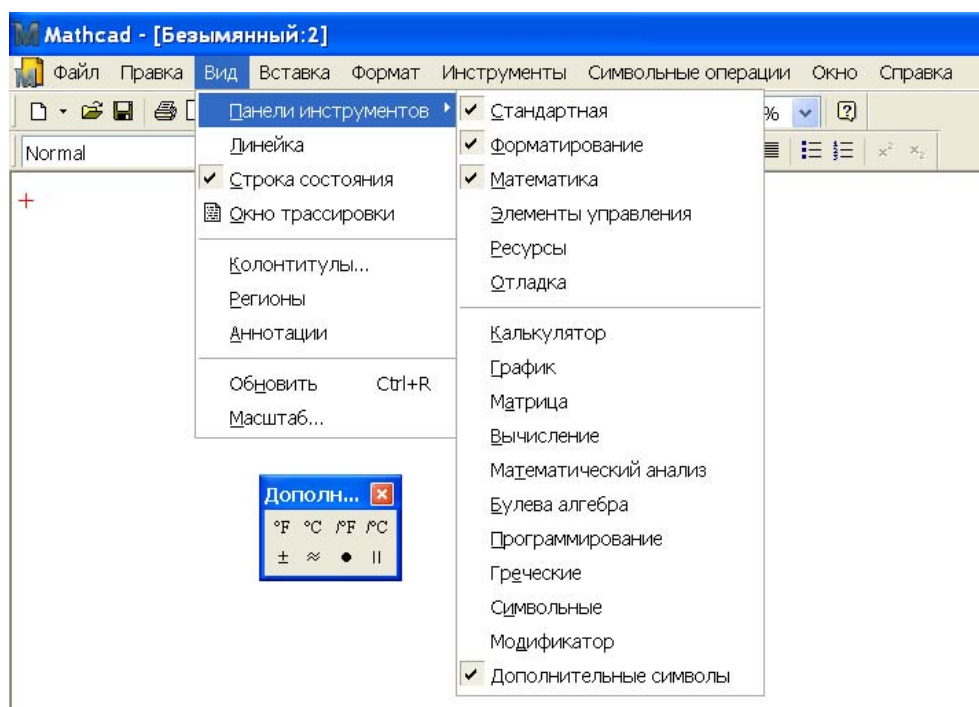 Mathcad - [Безымянный:2]
Файл Правка Вид Вставка Формат Инструменты Символьные операции Окно Справка
%
Normal
x² x₂
Панели инструментов
Линейка
Строка состояния
Окно трассировки
Колонтитулы...
Регионы
Аннотации
Обновить Ctrl+R
Масштаб...
Стандартная
Форматирование
Математика
Элементы управления
Ресурсы
Отладка
Калькулятор
График
Матрица
Вычисление
Математический анализ
Булева алгебра
Программирование
Греческие
Символьные
Модификатор
Дополнительные символы
Дополн...
°F °C /°F /°C
± ≈ ● ||